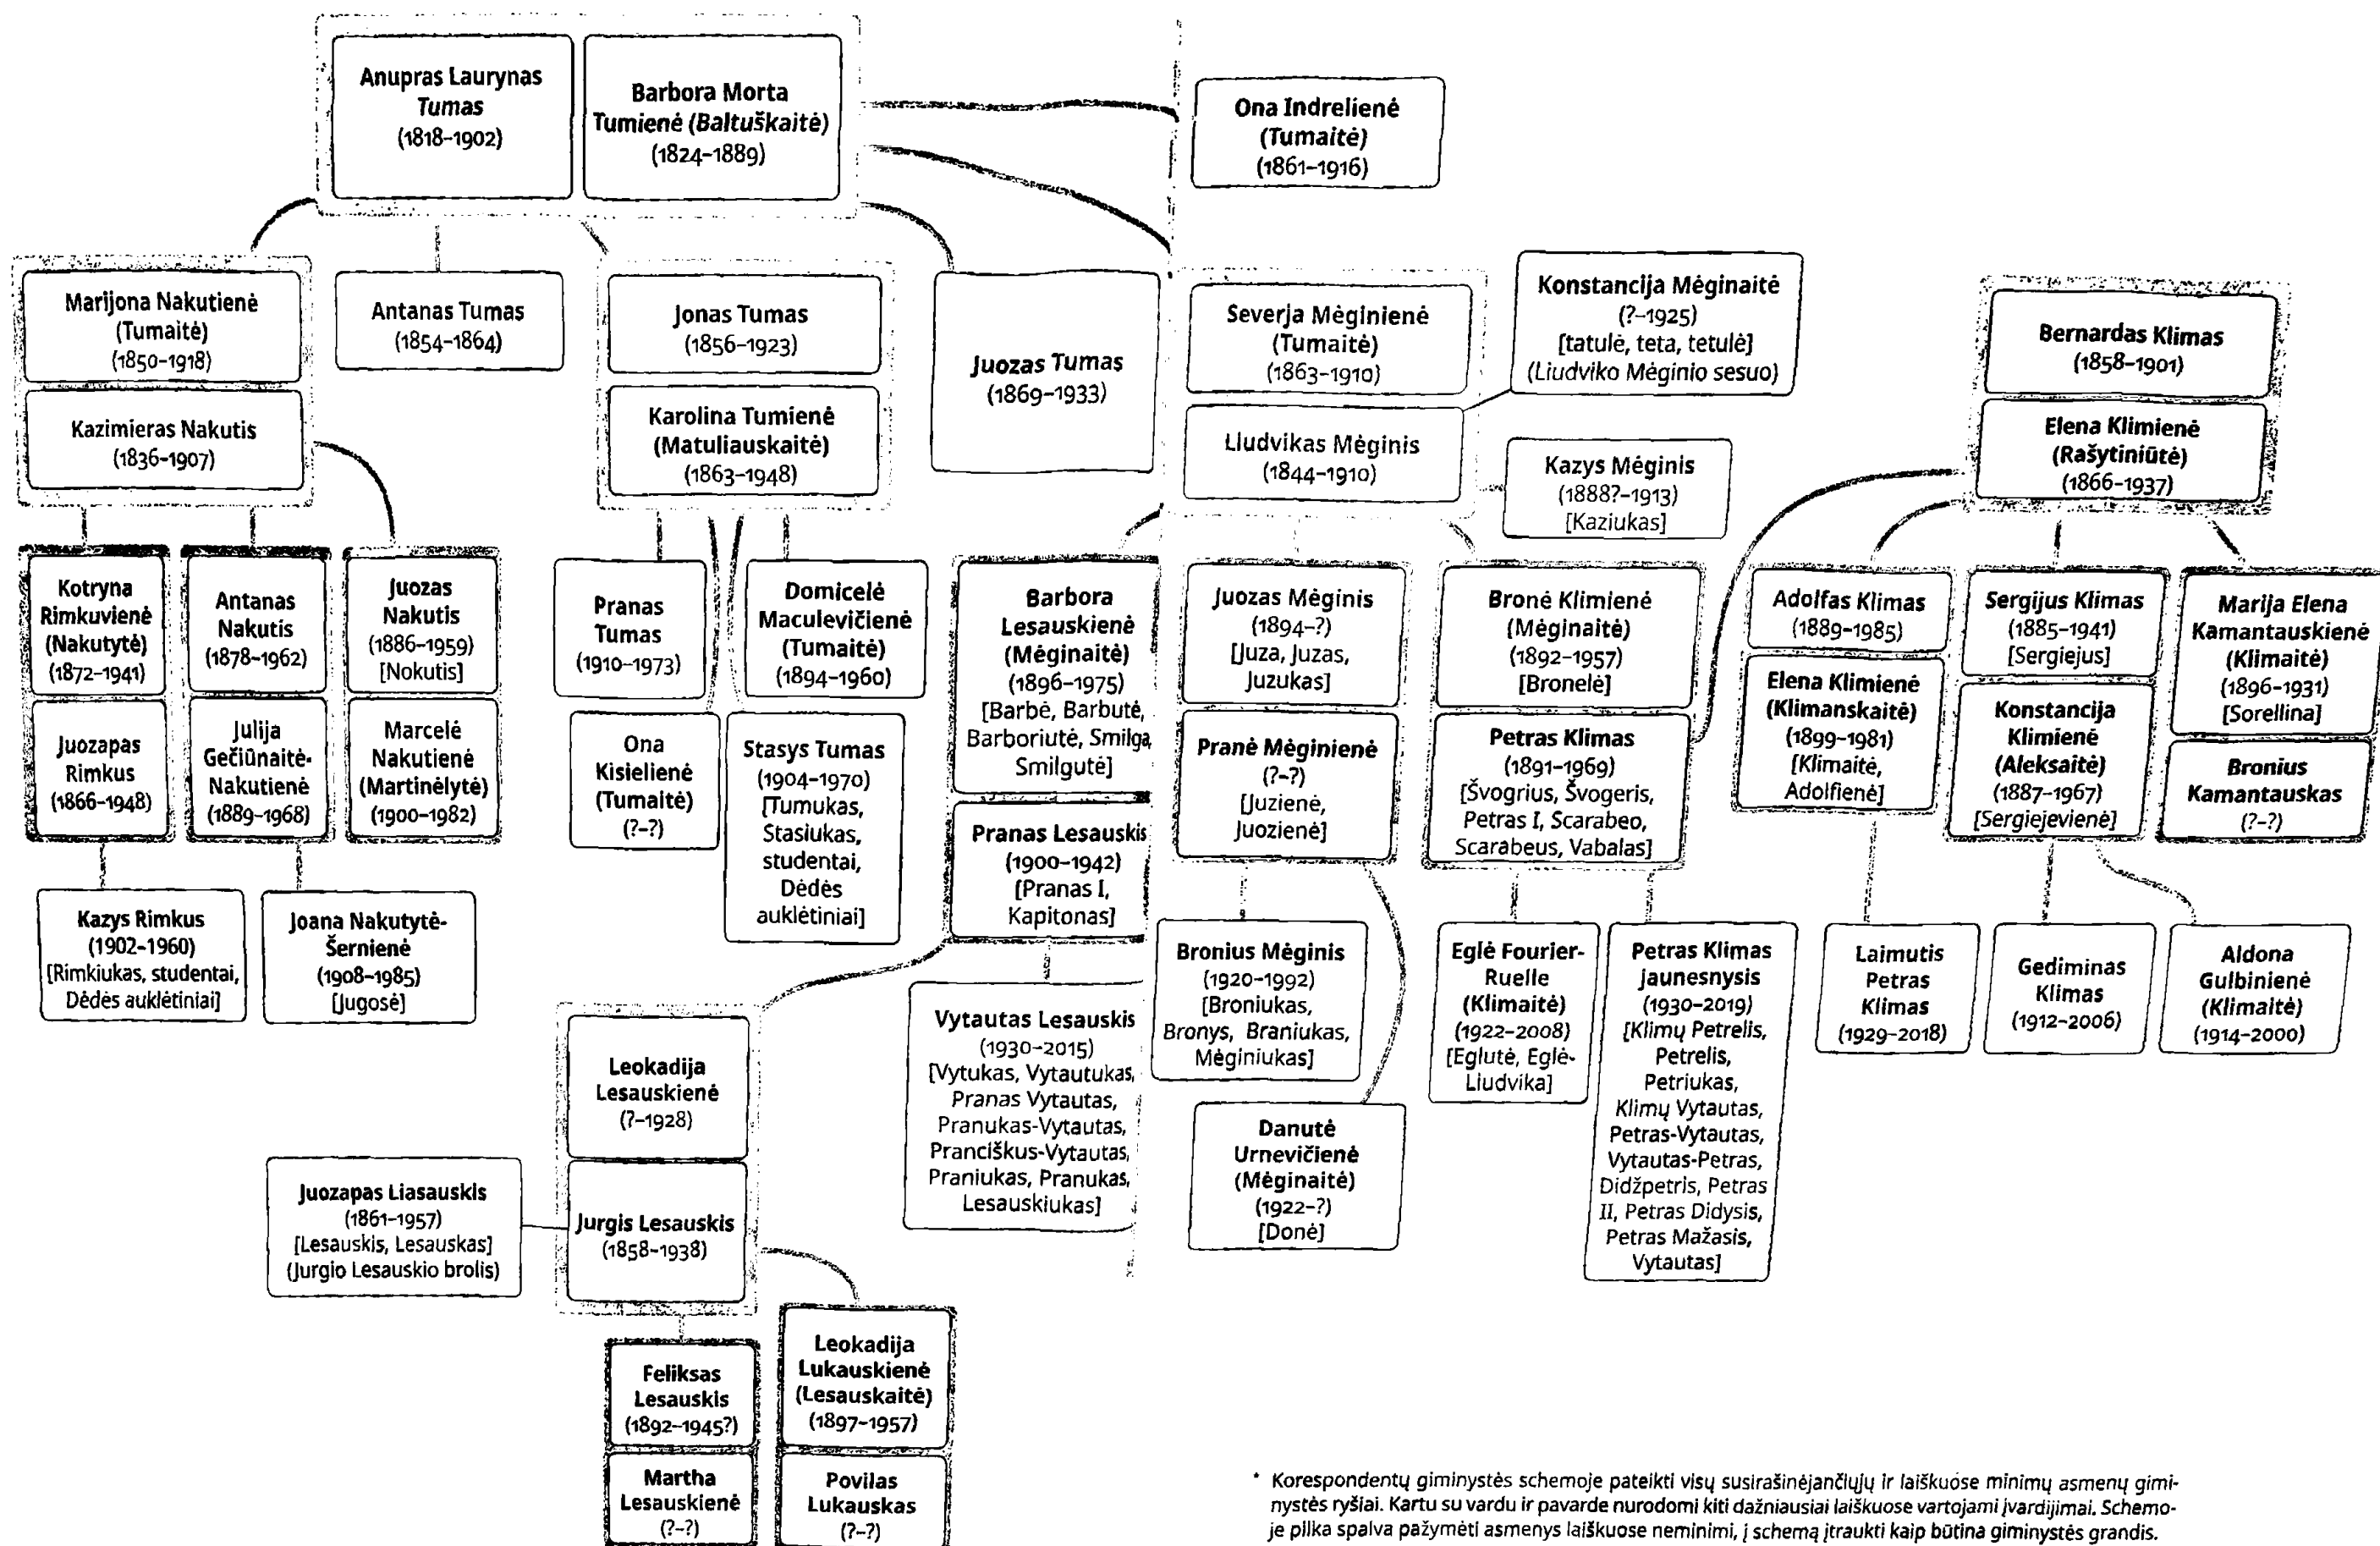 Anupras Laurynas
Tumas
(1818–1902)
Barbora Morta
Tumienė (Baltuškaitė)
(1824–1889)
Ona Indrelienė
(Tumaitė)
(1861–1916)
Marijona Nakutienė
(Tumaitė)
(1850–1918)
Kazimieras Nakutis
(1836–1907)
Antanas Tumas
(1854–1864)
Jonas Tumas
(1856–1923)
Karolina Tumienė
(Matuliauskaitė)
(1863–1948)
Juozas Tumas
(1869–1933)
Severja Mėginienė
(Tumaitė)
(1863–1910)
Liudvikas Mėginis
(1844–1910)
Konstancija Mėginaitė
(?–1925)
[tatulė, teta, tetulė]
(Liudviko Mėginio sesuo)
Kazys Mėginis
(1888?–1913)
[Kaziukas]
Bernardas Klimas
(1858–1901)
Elena Klimienė
(Rašytiniūtė)
(1866–1937)
Kotryna
Rimkuvienė
(Nakutytė)
(1872–1941)
Juozapas
Rimkus
(1866–1948)
Antanas
Nakutis
(1878–1962)
Julija
Gečiūnaitė-
Nakutienė
(1889–1968)
Juozas
Nakutis
(1886–1959)
[Nokutis]
Marcelė
Nakutienė
(Martinėlytė)
(1900–1982)
Pranas
Tumas
(1910–1973)
Ona
Kisielienė
(Tumaitė)
(?–?)
Domicelė
Maculevičienė
(Tumaitė)
(1894–1960)
Stasys Tumas
(1904–1970)
[Tumukas,
Stasiukas,
studentai,
Dėdės
auklėtiniai]
Barbora
Lesauskienė
(Mėginaitė)
(1896–1975)
[Barbė, Barbutė,
Barboriutė, Smilga,
Smilgutė]
Pranas Lesauskis
(1900–1942)
[Pranas I,
Kapitonas]
Juozas Mėginis
(1894–?)
[Juza, Juzas,
Juzukas]
Pranė Mėginienė
(?–?)
[Juzienė,
Juozienė]
Bronė Klimienė
(Mėginaitė)
(1892–1957)
[Bronelė]
Petras Klimas
(1891–1969)
[Švogrius, Švogeris,
Petras I, Scarabeo,
Scarabeus, Vabalas]
Adolfas Klimas
(1889–1985)
Elena Klimienė
(Klimanskaitė)
(1899–1981)
[Klimaitė,
Adolfienė]
Sergijus Klimas
(1885–1941)
[Sergiejus]
Konstancija
Klimienė
(Aleksaitė)
(1887–1967)
[Sergiejevienė]
Marija Elena
Kamantauskienė
(Klimaitė)
(1896–1931)
[Sorellina]
Bronius
Kamantauskas
(?–?)
Kazys Rimkus
(1902–1960)
[Rimkiukas, studentai,
Dėdės auklėtiniai]
Joana Nakutytė-
Šernienė
(1908–1985)
[Jugosė]
Leokadija
Lesauskienė
(?–1928)
Jurgis Lesauskis
(1858–1938)
Juozapas Liasauskis
(1861–1957)
[Lesauskis, Lesauskas]
(Jurgio Lesauskio brolis)
Vytautas Lesauskis
(1930–2015)
[Vytukas, Vytautukas,
Pranas Vytautas,
Pranukas-Vytautas,
Pranciškus-Vytautas,
Praniukas, Pranukas,
Lesauskiukas]
Bronius Mėginis
(1920–1992)
[Broniukas,
Bronys, Braniukas,
Mėginiukas]
Danutė
Urnevičienė
(Mėginaitė)
(1922–?)
[Donė]
Eglė Fourier-
Ruelle
(Klimaitė)
(1922–2008)
[Eglutė, Eglė-
Liudvika]
Petras Klimas
jaunesnysis
(1930–2019)
[Klimų Petrelis,
Petrelis,
Petriukas,
Klimų Vytautas,
Petras-Vytautas,
Vytautas-Petras,
Didžpetris, Petras
II, Petras Didysis,
Petras Mažasis,
Vytautas]
Laimutis
Petras
Klimas
(1929–2018)
Gediminas
Klimas
(1912–2006)
Aldona
Gulbinienė
(Klimaitė)
(1914–2000)
Feliksas
Lesauskis
(1892–1945?)
Martha
Lesauskienė
(?–?)
Leokadija
Lukauskienė
(Lesauskaitė)
(1897–1957)
Povilas
Lukauskas
(?–?)
* Korespondentų giminystės schemoje pateikti visų susirašinėjančiųjų ir laiškuose minimų asmenų gimi-
nystės ryšiai. Kartu su vardu ir pavarde nurodomi kiti dažniausiai laiškuose vartojami įvardijimai. Schemo-
je pilka spalva pažymėti asmenys laiškuose neminimi, į schemą įtraukti kaip būtina giminystės grandis.